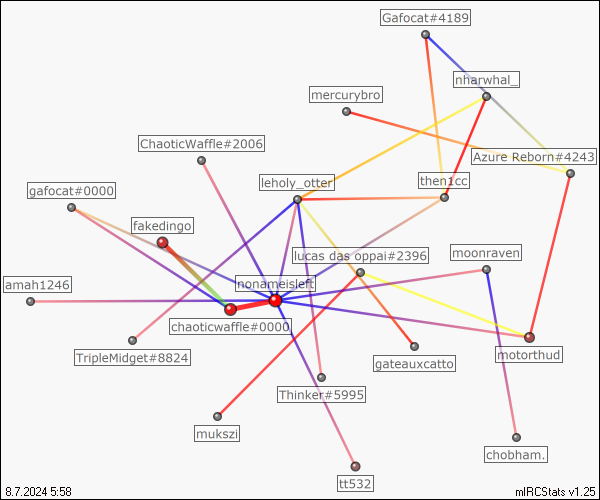 Gafocat#4189
nharwhal_
mercurybro
ChaoticWaffle#2006
Azure Reborn#4243
leholy_otter
then1cc
gafocat#0000
fakedingo
lucas das oppai#2396
moonraven
amah1246
nonameisleft
chaoticwaffle#0000
TripleMidget#8824
gateauxcatto
motorthud
Thinker#5995
mukszi
chobham.
tt532
8.7.2024 5:58
mIRCStats v1.25